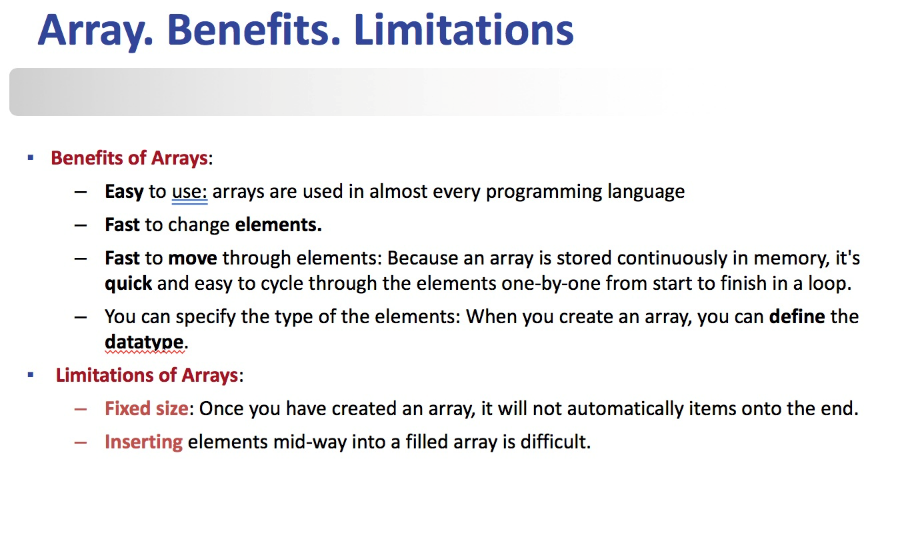 Array. Benefits. Limitations
▪ Benefits of Arrays:
– Easy to use: arrays are used in almost every programming language
– Fast to change elements.
– Fast to move through elements: Because an array is stored continuously in memory, it's
quick and easy to cycle through the elements one-by-one from start to finish in a loop.
– You can specify the type of the elements: When you create an array, you can define the
datatype.
▪ Limitations of Arrays:
– Fixed size: Once you have created an array, it will not automatically items onto the end.
– Inserting elements mid-way into a filled array is difficult.